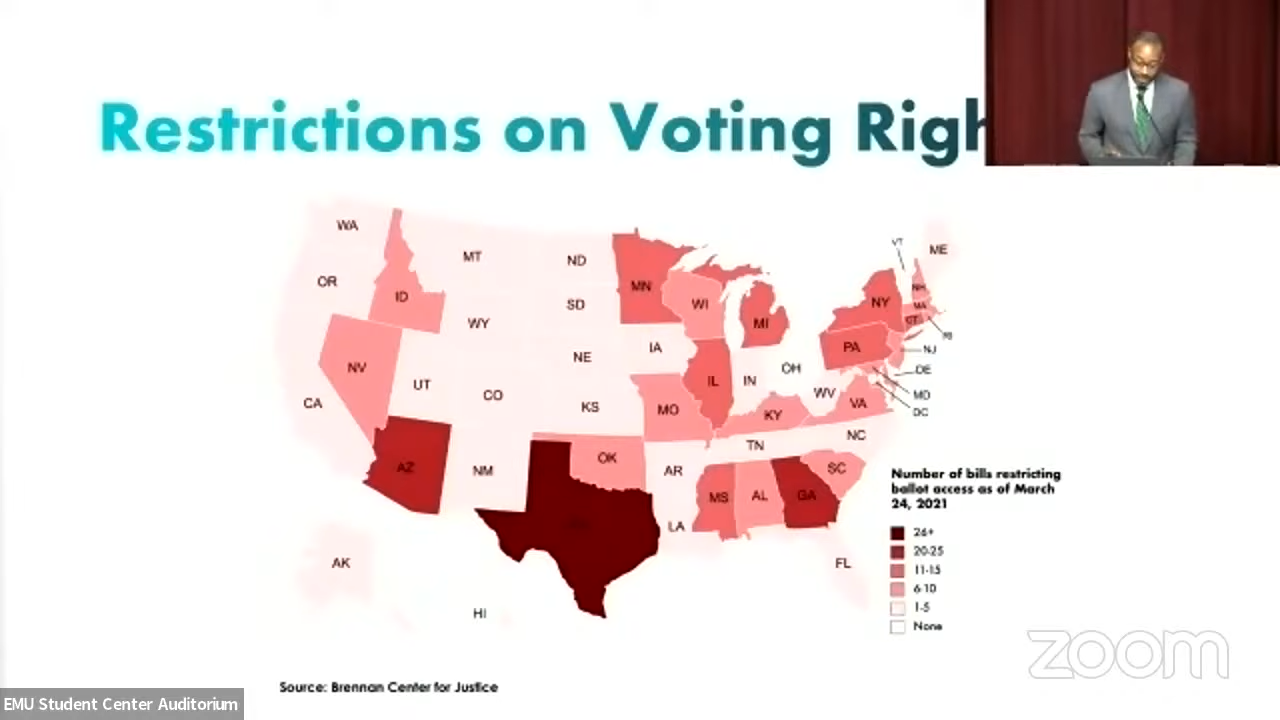 Restrictions on Voting Righ
WA
ME
VT
MT
ND
OR
MN
NH
ID
WI
NY
SD
MA
CT
WY
MI
RI
IA
PA
NJ
NE
NV
OH
DE
IN
UT
IL
CO
WV
MD
CA
KS
MO
KY
VA
DC
TN
NC
OK
AZ
NM
AR
SC
MS
AL
GA
LA
AK
FL
HI
Number of bills restricting
ballot access as of March
24, 2021
26+
20-25
11-15
6-10
1-5
None
zoom
Source: Brennan Center for Justice
EMU Student Center Auditorium